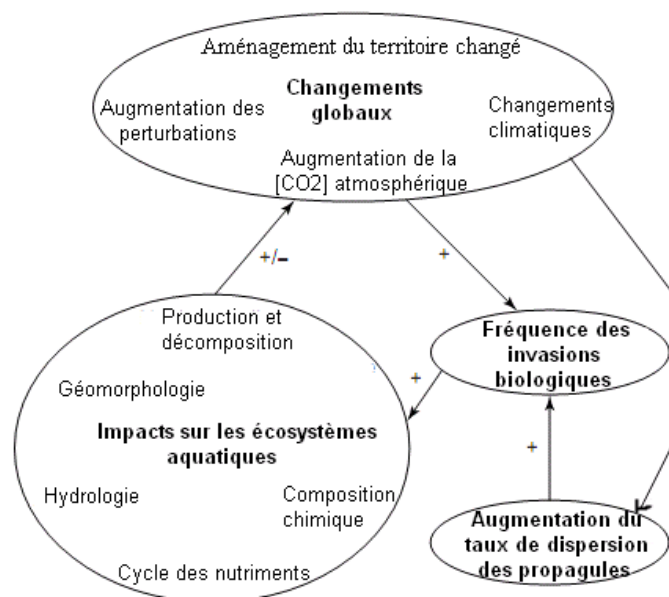 Aménagement du territoire changé
Changements
globaux
Augmentation des
perturbations
Changements
climatiques
Augmentation de la
[CO2] atmosphérique
+/−
+
Production et
décomposition
Fréquence des
invasions
biologiques
+
Géomorphologie
Impacts sur les écosystèmes
aquatiques
+
Hydrologie
Composition
chimique
Augmentation du
taux de dispersion
des propagules
Cycle des nutriments